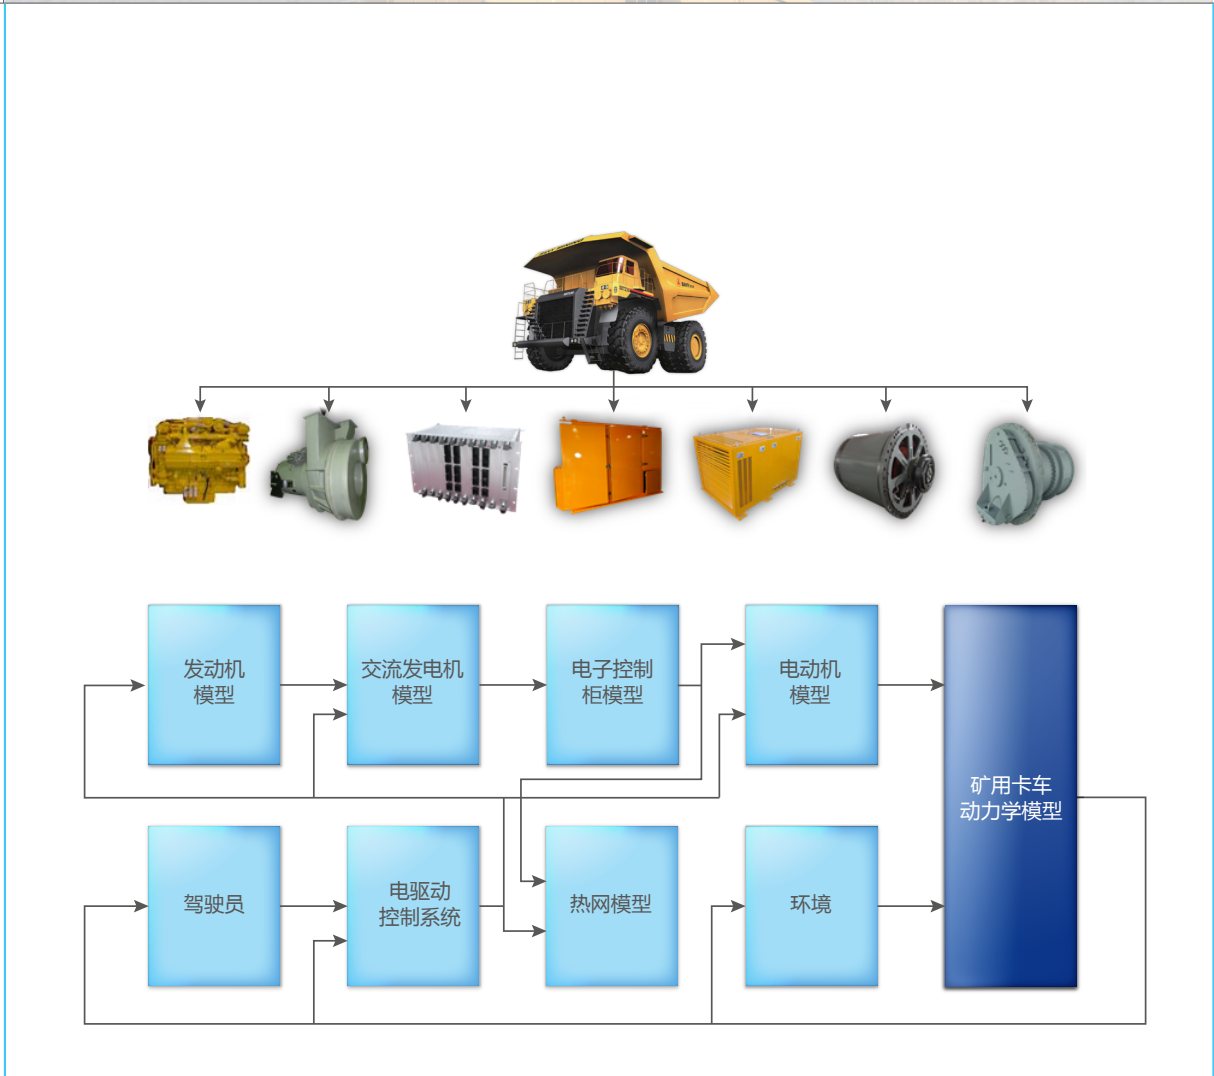 发动机
模型
交流发电机
模型
电子控制
柜模型
电动机
模型
矿用卡车
动力学模型
驾驶员
电驱动
控制系统
热网模型
环境